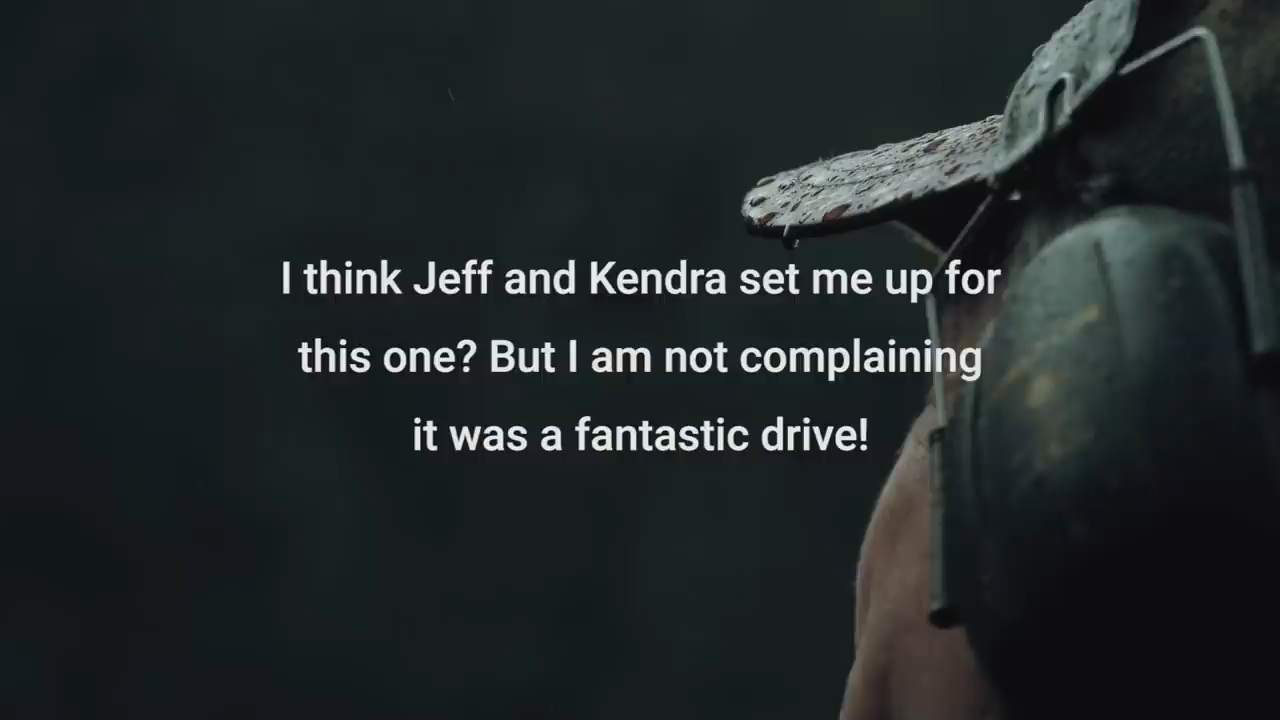 I think Jeff and Kendra set me up for
this one? But I am not complaining
it was a fantastic drive!